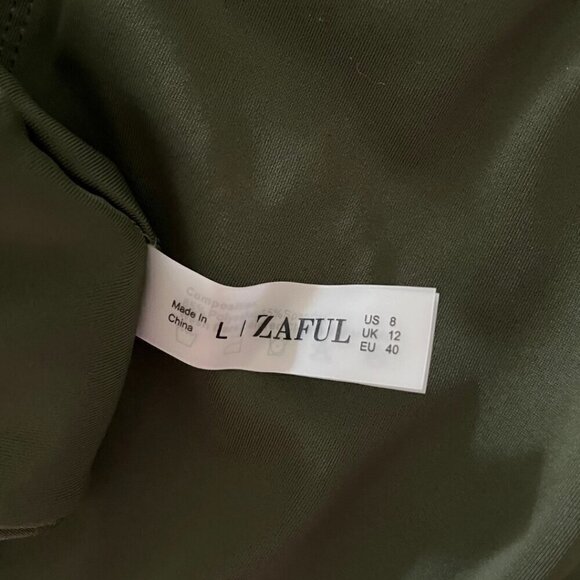 Made In
China
L / ZAFUL
US 8
UK 12
EU 40